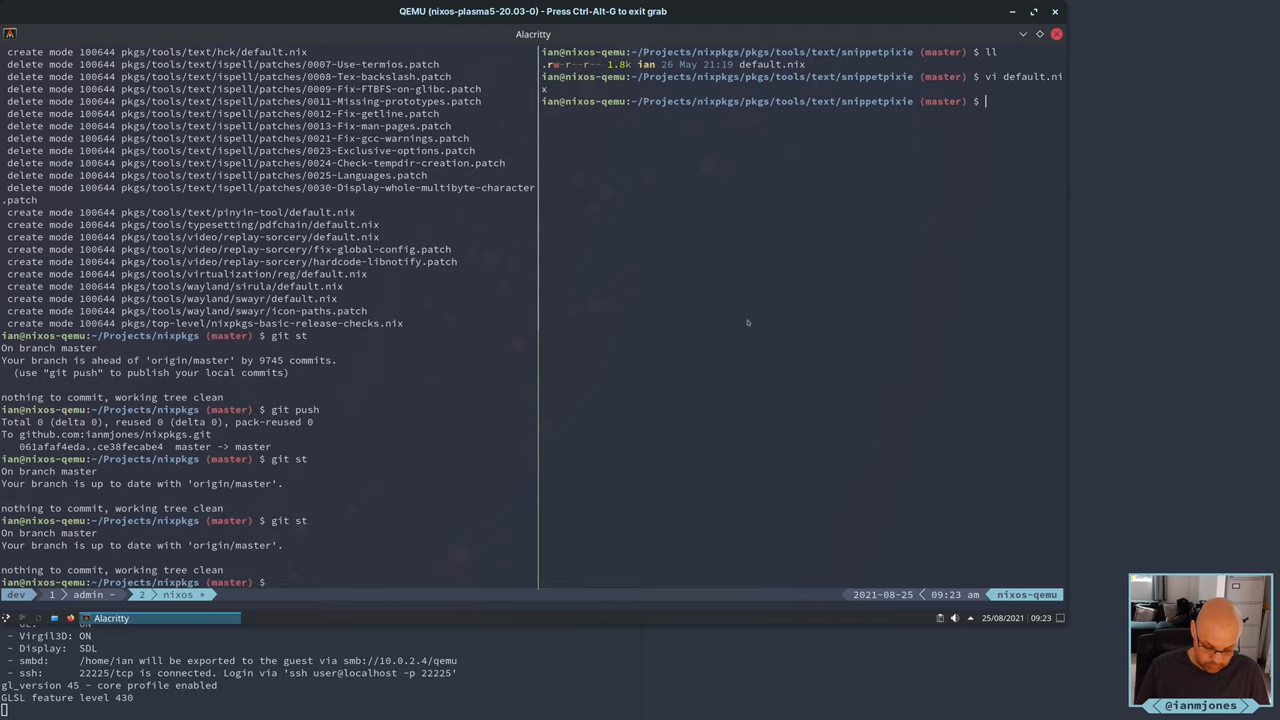 QEMU (nixos-plasma5-20.03-0) - Press Ctrl-Alt-G to exit grab
Alacritty
create mode 100644 pkgs/tools/text/hck/default.nix
delete mode 100644 pkgs/tools/text/ispell/patches/0007-Use-termios.patch
delete mode 100644 pkgs/tools/text/ispell/patches/0008-Tex-backslash.patch
delete mode 100644 pkgs/tools/text/ispell/patches/0009-Fix-FTBFS-on-glibc.patch
delete mode 100644 pkgs/tools/text/ispell/patches/0011-Missing-prototypes.patch
delete mode 100644 pkgs/tools/text/ispell/patches/0012-Fix-getline.patch
delete mode 100644 pkgs/tools/text/ispell/patches/0013-Fix-man-pages.patch
delete mode 100644 pkgs/tools/text/ispell/patches/0021-Fix-gcc-warnings.patch
delete mode 100644 pkgs/tools/text/ispell/patches/0023-Exclusive-options.patch
delete mode 100644 pkgs/tools/text/ispell/patches/0024-Check-tempdir-creation.patch
delete mode 100644 pkgs/tools/text/ispell/patches/0025-Languages.patch
delete mode 100644 pkgs/tools/text/ispell/patches/0030-Display-whole-multibyte-character
.patch
create mode 100644 pkgs/tools/text/pinyin-tool/default.nix
create mode 100644 pkgs/tools/typesetting/pdfchain/default.nix
create mode 100644 pkgs/tools/video/replay-sorcery/default.nix
create mode 100644 pkgs/tools/video/replay-sorcery/fix-global-config.patch
create mode 100644 pkgs/tools/video/replay-sorcery/hardcode-libnotify.patch
create mode 100644 pkgs/tools/virtualization/reg/default.nix
create mode 100644 pkgs/tools/wayland/sirula/default.nix
create mode 100644 pkgs/tools/wayland/swayr/default.nix
create mode 100644 pkgs/tools/wayland/swayr/icon-paths.patch
create mode 100644 pkgs/top-level/nixpkgs-basic-release-checks.nix
ian@nixos-qemu:~/Projects/nixpkgs (master) $ git st
On branch master
Your branch is ahead of 'origin/master' by 9745 commits.
(use "git push" to publish your local commits)
nothing to commit, working tree clean
ian@nixos-qemu:~/Projects/nixpkgs (master) $ git push
Total 0 (delta 0), reused 0 (delta 0), pack-reused 0
To github.com:ianmjones/nixpkgs.git
061afaf4eda..ce38fecabe4 master -> master
ian@nixos-qemu:~/Projects/nixpkgs (master) $ git st
On branch master
Your branch is up to date with 'origin/master'.
nothing to commit, working tree clean
ian@nixos-qemu:~/Projects/nixpkgs (master) $ git st
On branch master
Your branch is up to date with 'origin/master'.
nothing to commit, working tree clean
ian@nixos-qemu:~/Projects/nixpkgs (master) $
ian@nixos-qemu:~/Projects/nixpkgs/pkgs/tools/text/snippetpixie (master) $ ll
.rw-r--r-- 1.8k ian 26 May 21:19 default.nix
ian@nixos-qemu:~/Projects/nixpkgs/pkgs/tools/text/snippetpixie (master) $ vi default.ni
x
ian@nixos-qemu:~/Projects/nixpkgs/pkgs/tools/text/snippetpixie (master) $
dev 1 admin - 2 nixos * 2021-08-25 09:23 am nixos-qemu
Alacritty 25/08/2021 09:23
- Virgil3D: ON
- Display: SDL
- smbd: /home/ian will be exported to the guest via smb://10.0.2.4/qemu
- ssh: 22225/tcp is connected. Login via 'ssh user@localhost -p 22225'
gl_version 45 - core profile enabled
GLSL feature level 430
@ianmjones